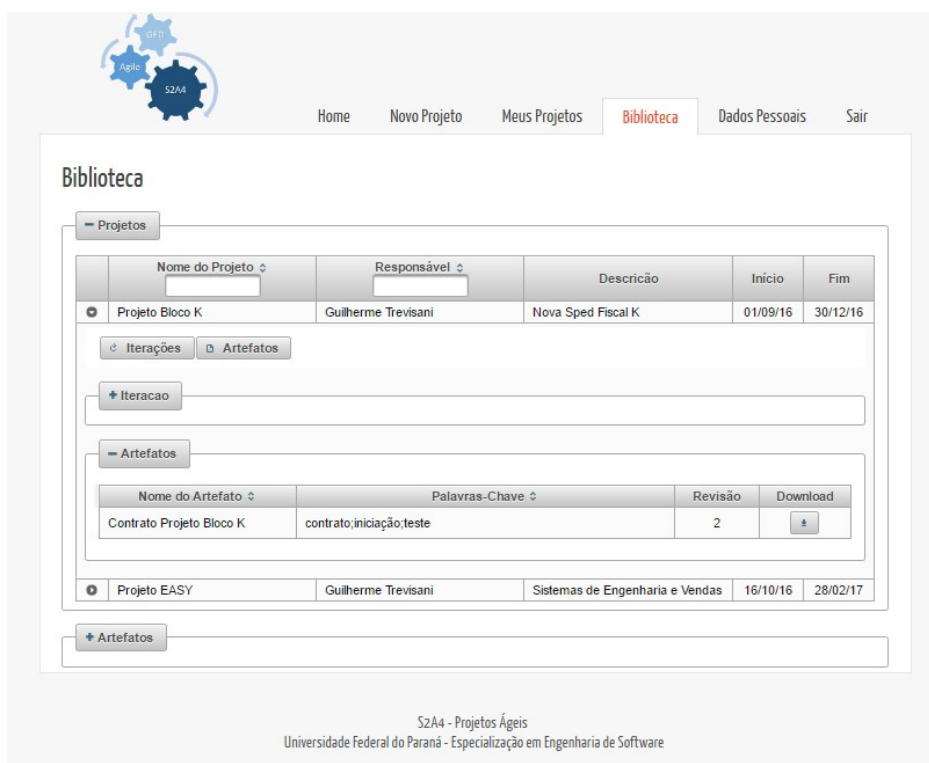 GED
Agile
S2A4
Home Novo Projeto Meus Projetos Biblioteca Dados Pessoais Sair
Biblioteca
Projetos
Nome do Projeto Responsável Descricão Início Fim
Projeto Bloco K Guilherme Trevisani Nova Sped Fiscal K 01/09/16 30/12/16
Iterações Artefatos
Iteracao
Artefatos
Nome do Artefato Palavras-Chave Revisão Download
Contrato Projeto Bloco K contrato;iniciação;teste 2
Projeto EASY Guilherme Trevisani Sistemas de Engenharia e Vendas 16/10/16 28/02/17
Artefatos
S2A4 - Projetos Ágeis
Universidade Federal do Paraná - Especialização em Engenharia de Software